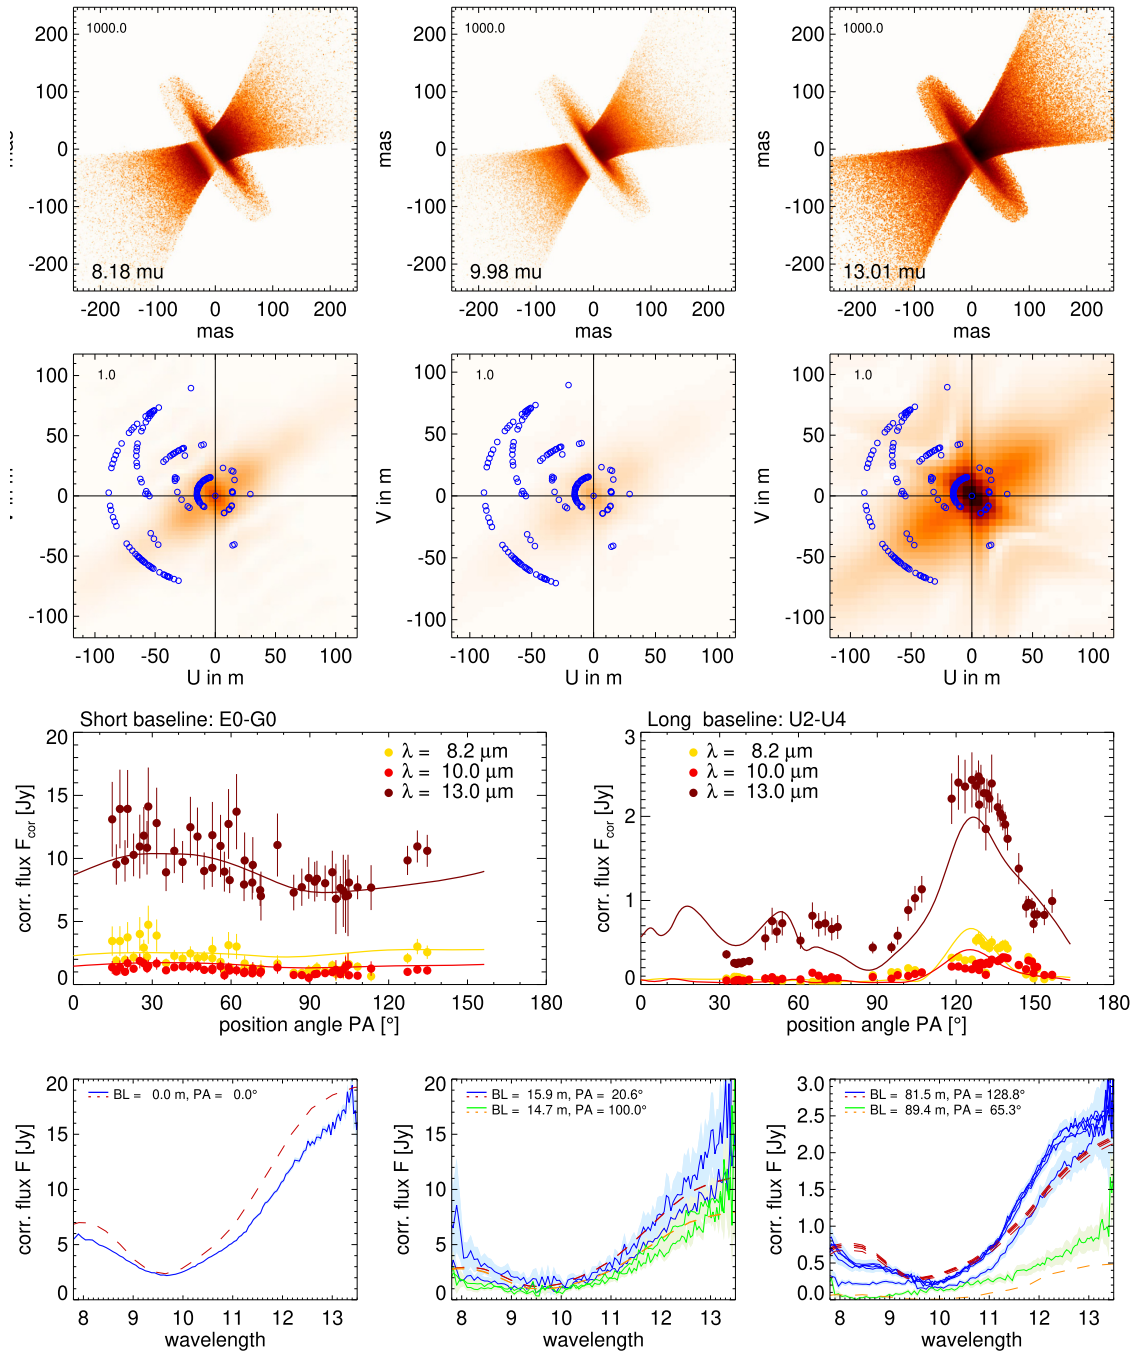 1000.0
1000.0
1000.0
200
100
0
-100
-200
mas
200
100
0
-100
-200
mas
200
100
0
-100
-200
8.18 mu
9.98 mu
13.01 mu
-200 -100 0 100 200
-200 -100 0 100 200
-200 -100 0 100 200
mas
mas
mas
1.0
1.0
1.0
100
50
0
-50
-100
V in m
100
50
0
-50
-100
V in m
100
50
0
-50
-100
-100 -50 0 50 100
-100 -50 0 50 100
-100 -50 0 50 100
U in m
U in m
U in m
Short baseline: E0-G0
λ = 8.2 μm
λ = 10.0 μm
λ = 13.0 μm
corr. flux Fcor [Jy]
20
15
10
5
0
0 30 60 90 120 150 180
position angle PA [°]
Long baseline: U2-U4
λ = 8.2 μm
λ = 10.0 μm
λ = 13.0 μm
corr. flux Fcor [Jy]
3
2
1
0
0 30 60 90 120 150 180
position angle PA [°]
BL = 0.0 m, PA = 0.0°
corr. flux F [Jy]
20
15
10
5
0
8 9 10 11 12 13
wavelength
BL = 15.9 m, PA = 20.6°
BL = 14.7 m, PA = 100.0°
corr. flux F [Jy]
20
15
10
5
0
8 9 10 11 12 13
wavelength
BL = 81.5 m, PA = 128.8°
BL = 89.4 m, PA = 65.3°
corr. flux F [Jy]
3.0
2.5
2.0
1.5
1.0
0.5
0.0
8 9 10 11 12 13
wavelength